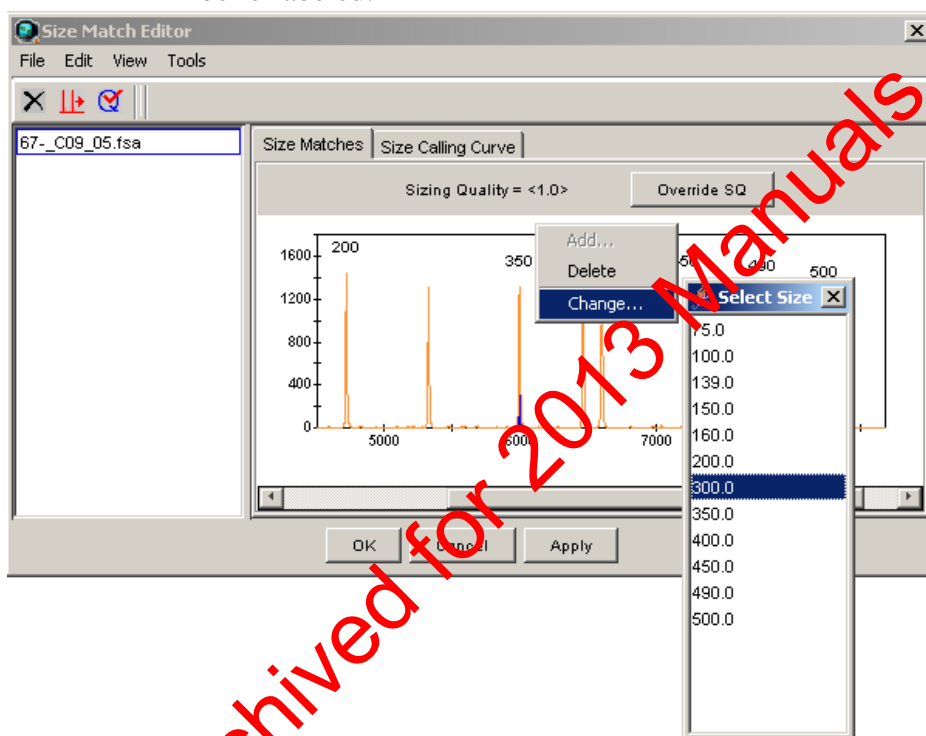 Size Match Editor
File Edit View Tools
67-_C09_05.fsa
Size Matches Size Calling Curve
Sizing Quality = <1.0> Override SQ
200 350 490 500
1600
1200
800
400
0
5000 6000 7000
Add...
Delete
Change...
Select Size
75.0
100.0
139.0
150.0
160.0
200.0
300.0
350.0
400.0
450.0
490.0
500.0
OK Cancel Apply
Archived for 2013 Manuals